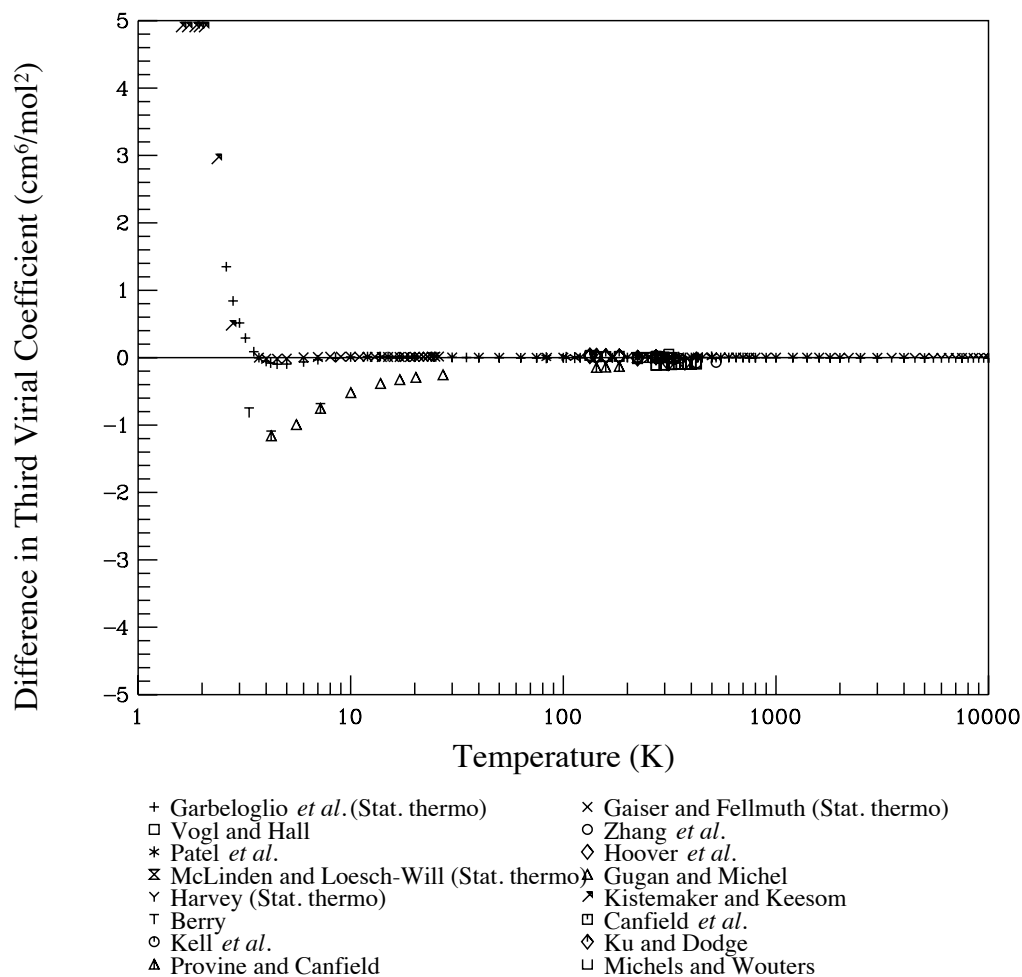 Difference in Third Virial Coefficient (cm⁶/mol²)
5
4
3
2
1
0
−1
−2
−3
−4
−5
1 10 100 1000 10000
Temperature (K)
Garbeloglio et al. (Stat. thermo) Gaiser and Fellmuth (Stat. thermo)
Vogl and Hall Zhang et al.
Patel et al. Hoover et al.
McLinden and Loesch-Will (Stat. thermo) Gugan and Michel
Harvey (Stat. thermo) Kistemaker and Keesom
Berry Canfield et al.
Kell et al. Ku and Dodge
Provine and Canfield Michels and Wouters